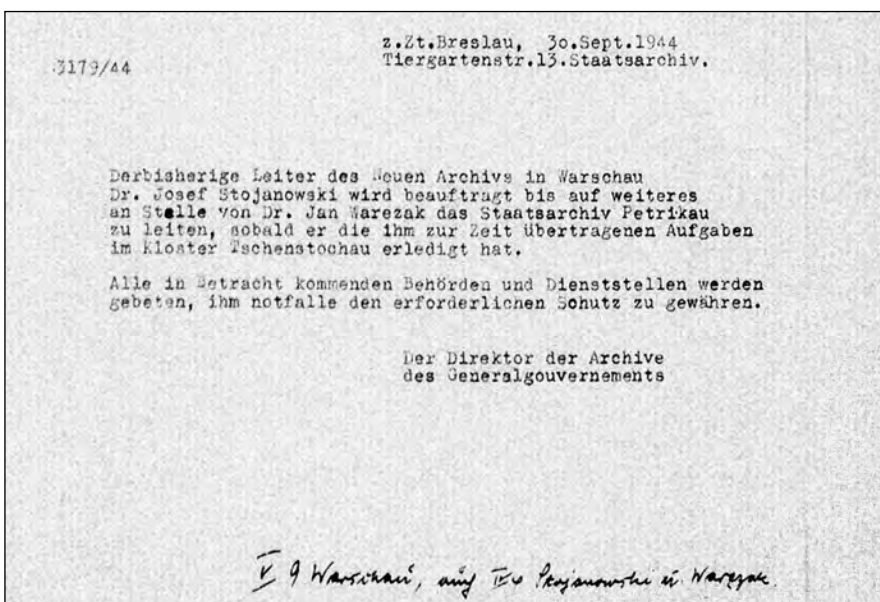 z.Zt.Breslau, 3o.Sept.1944
3179/44
Tiergartenstr.13.Staatsarchiv.
Derbisherige Leiter des Neuen Archivs in Warschau
Dr. Josef Stojanowski wird beauftragt bis auf weiteres
an Stelle von Dr. Jan Warezak das Staatsarchiv Petrikau
zu leiten, sobald er die ihm zur Zeit übertragenen Aufgaben
im Kloster Tschenstochau erledigt hat.
Alle in Betracht kommenden Behörden und Dienststellen werden
gebeten, ihm notfalls den erforderlichen Schutz zu gewähren.
Der Direktor der Archive
des Generalgouvernements
V 9 Warschau, auch Stojanowski u. Warezak